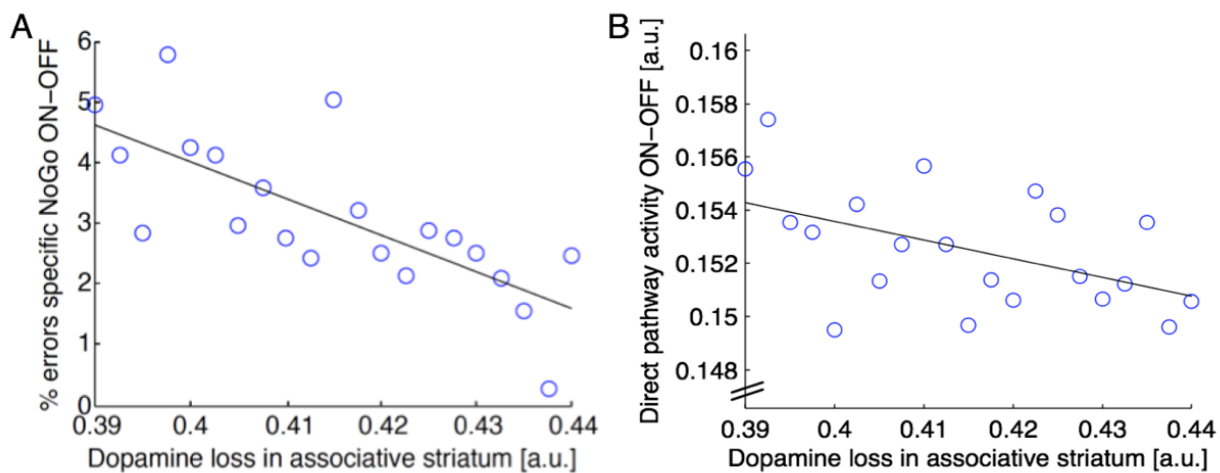 A
% errors specific NoGo ON−OFF
6
5
4
3
2
1
0
0.39 0.4 0.41 0.42 0.43 0.44
Dopamine loss in associative striatum [a.u.]
B
Direct pathway activity ON−OFF [a.u.]
0.16
0.158
0.156
0.154
0.152
0.15
0.148
0.39 0.4 0.41 0.42 0.43 0.44
Dopamine loss in associative striatum [a.u.]